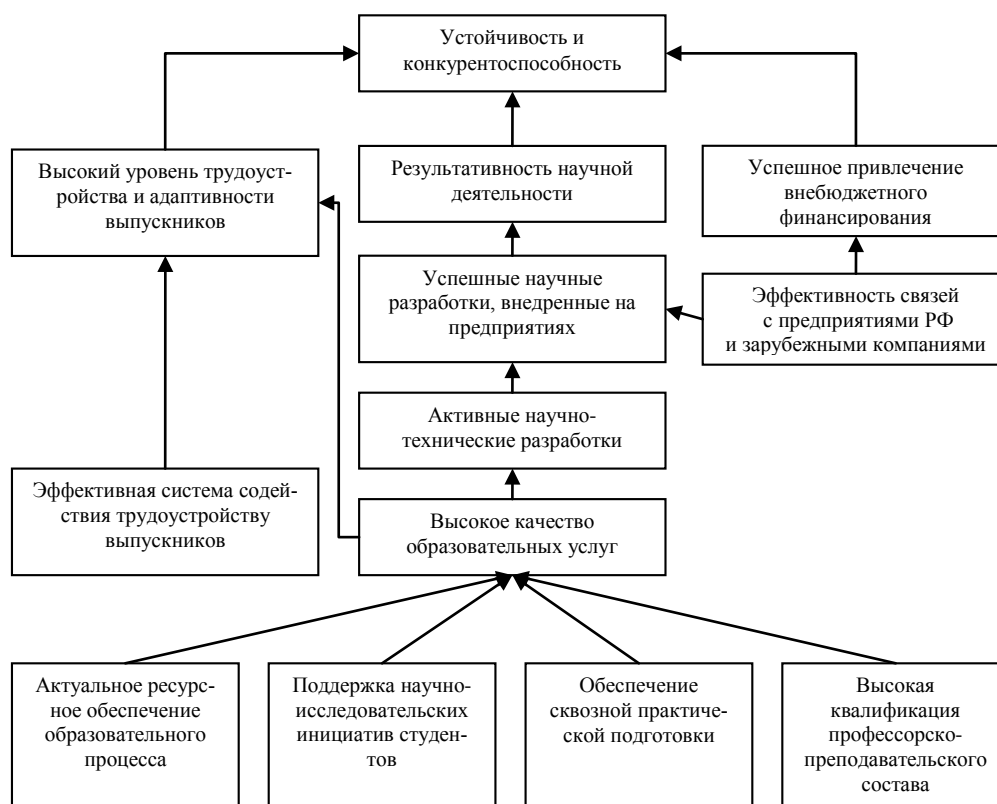 Устойчивость и
конкурентоспособность
Высокий уровень трудоуст-
ройства и адаптивности
выпускников
Результативность научной
деятельности
Успешное привлечение
внебюджетного
финансирования
Успешные научные
разработки, внедренные на
предприятиях
Эффективность связей
с предприятиями РФ
и зарубежными компаниями
Активные научно-
технические разработки
Эффективная система содей-
ствия трудоустройству
выпускников
Высокое качество
образовательных услуг
Актуальное ресурс-
ное обеспечение
образовательного
процесса
Поддержка научно-
исследовательских
инициатив студен-
тов
Обеспечение
сквозной практиче-
ской подготовки
Высокая
квалификация
профессорско-
преподавательского
состава